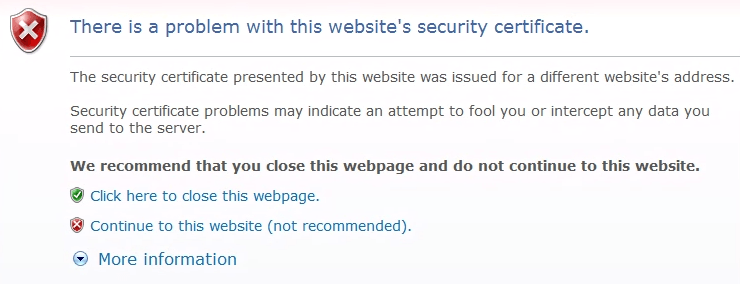 There is a problem with this website's security certificate.
The security certificate presented by this website was issued for a different website's address.
Security certificate problems may indicate an attempt to fool you or intercept any data you
send to the server.
We recommend that you close this webpage and do not continue to this website.
Click here to close this webpage.
Continue to this website (not recommended).
More information